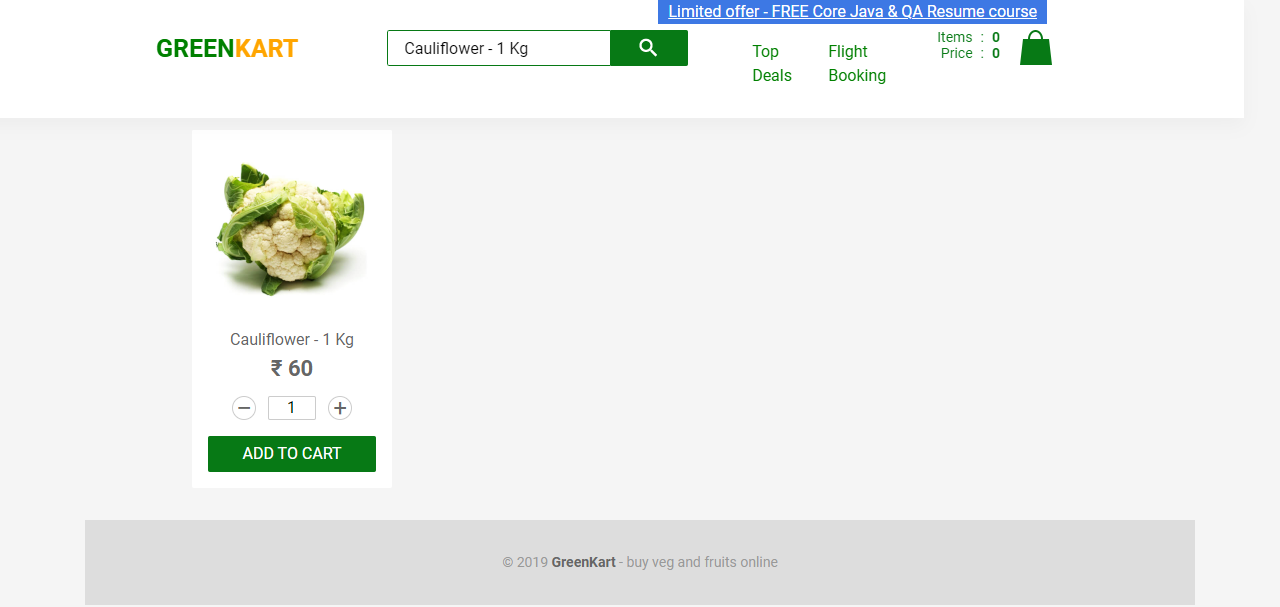 Limited offer - FREE Core Java & QA Resume course
GREENKART
Cauliflower - 1 Kg
Top Deals
Flight Booking
Items : 0
Price : 0
Cauliflower - 1 Kg
₹ 60
− 1 +
ADD TO CART
© 2019 GreenKart - buy veg and fruits online